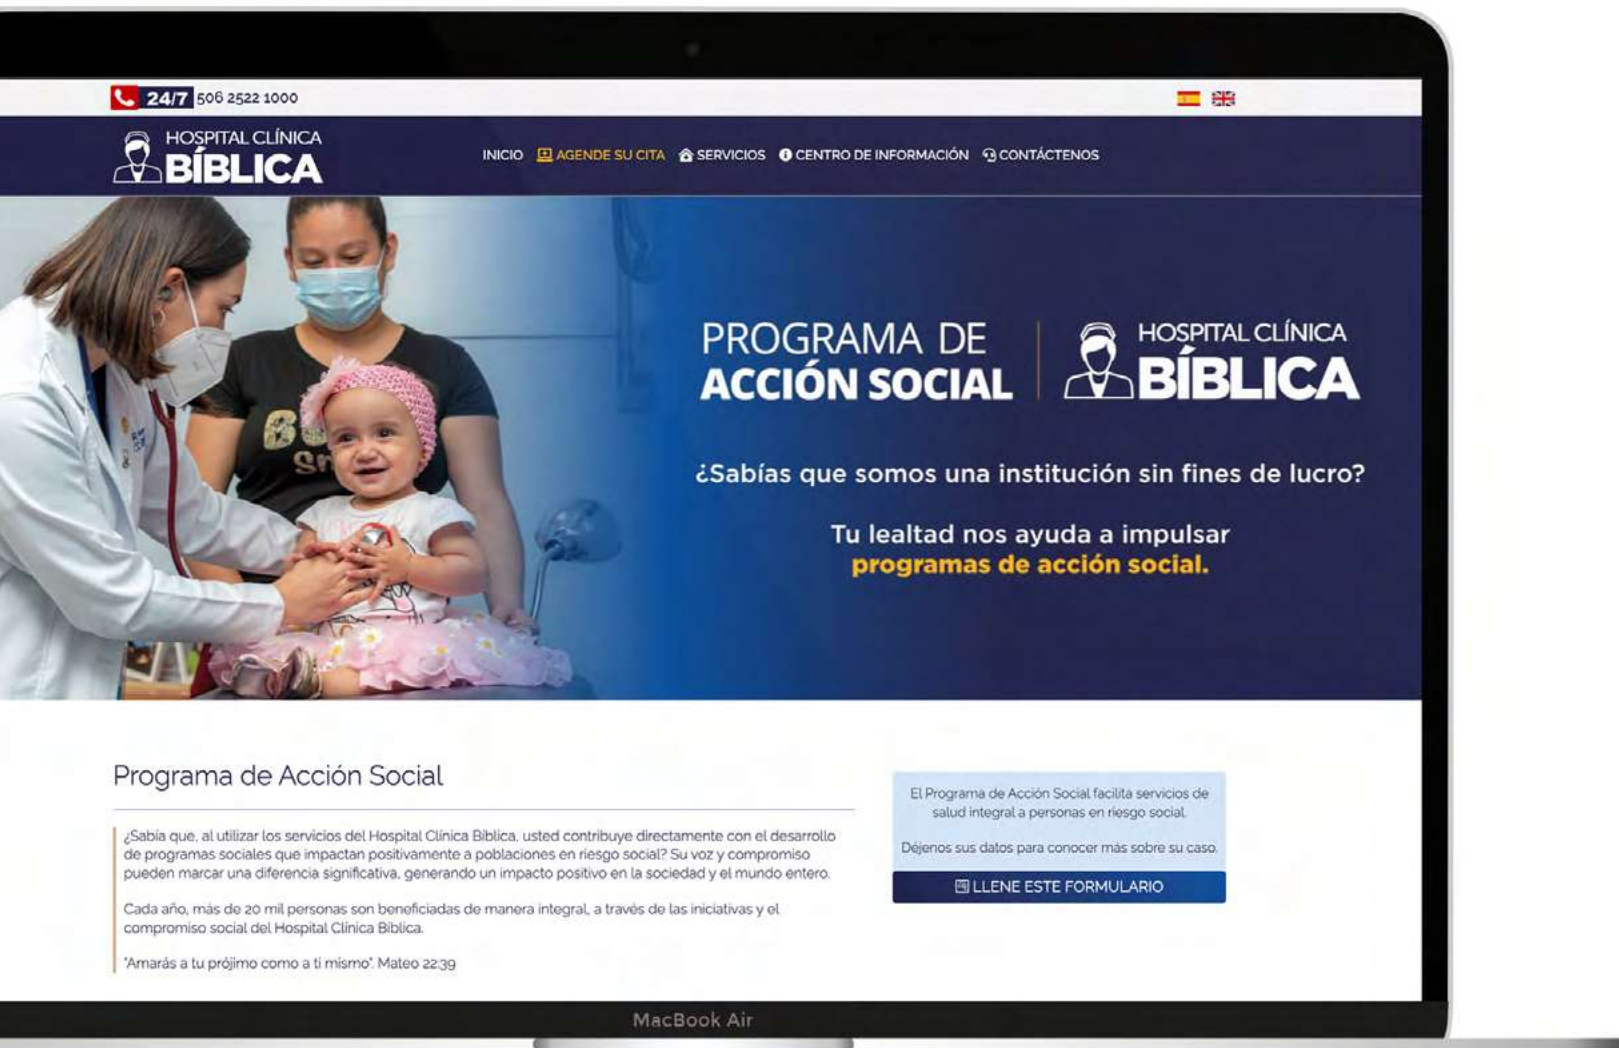 24/7 506 2522 1000
HOSPITAL CLÍNICA
BÍBLICA
INICIO AGENDE SU CITA SERVICIOS CENTRO DE INFORMACIÓN CONTÁCTENOS
PROGRAMA DE
ACCIÓN SOCIAL
HOSPITAL CLÍNICA
BÍBLICA
¿Sabías que somos una institución sin fines de lucro?
Tu lealtad nos ayuda a impulsar
programas de acción social.
Programa de Acción Social
¿Sabía que, al utilizar los servicios del Hospital Clínica Bíblica, usted contribuye directamente con el desarrollo
de programas sociales que impactan positivamente a poblaciones en riesgo social? Su voz y compromiso
pueden marcar una diferencia significativa, generando un impacto positivo en la sociedad y el mundo entero.
Cada año, más de 20 mil personas son beneficiadas de manera integral, a través de las iniciativas y el
compromiso social del Hospital Clínica Bíblica.
"Amarás a tu prójimo como a ti mismo". Mateo 22:39
El Programa de Acción Social facilita servicios de
salud integral a personas en riesgo social.
Déjenos sus datos para conocer más sobre su caso.
LLENE ESTE FORMULARIO
MacBook Air